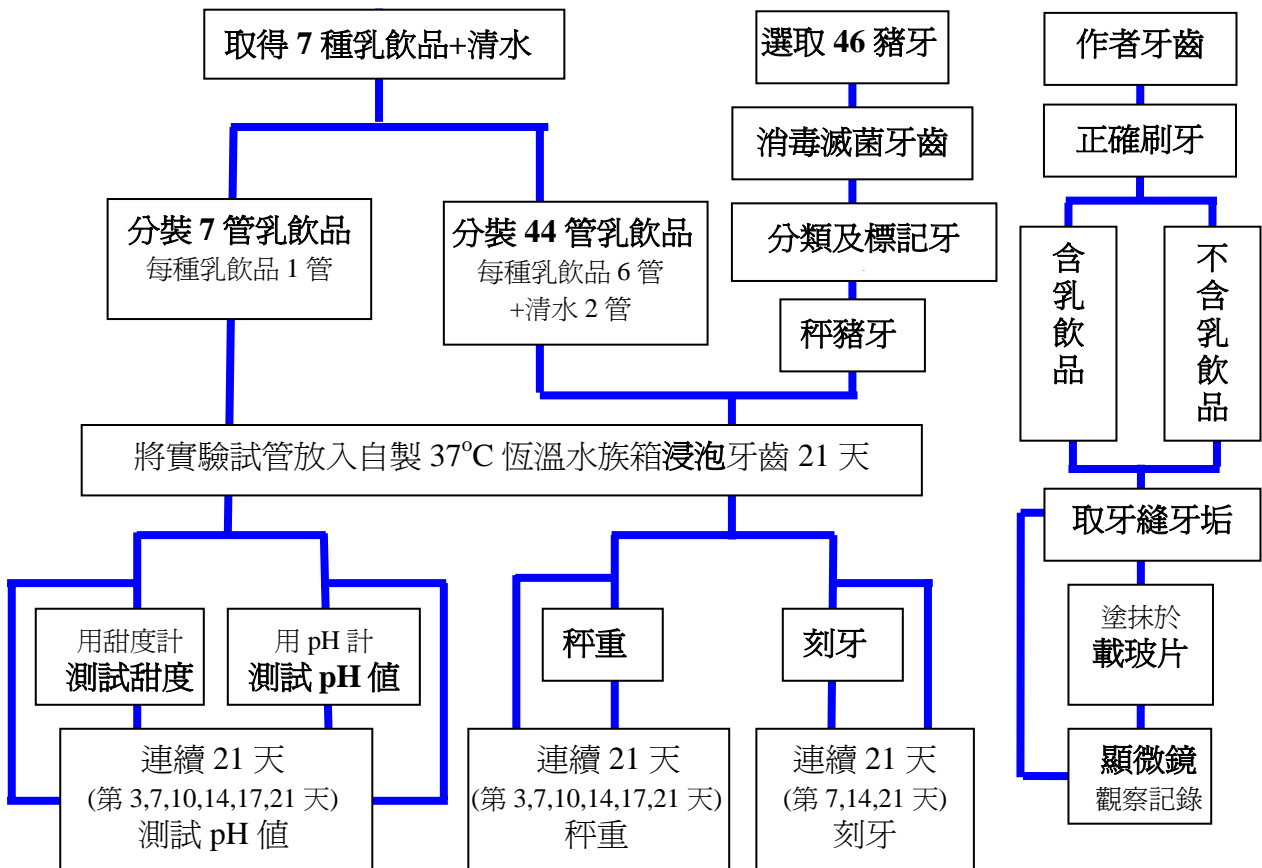 取得 7 種乳飲品+清水
選取 46 豬牙
作者牙齒
消毒滅菌牙齒
正確刷牙
分裝 7 管乳飲品
每種乳飲品 1 管
分裝 44 管乳飲品
每種乳飲品 6 管
+清水 2 管
分類及標記牙
秤豬牙
含乳飲品
不含乳飲品
將實驗試管放入自製 37°C 恆溫水族箱浸泡牙齒 21 天
取牙縫牙垢
用甜度計
測試甜度
用 pH 計
測試 pH 值
秤重
刻牙
塗抹於
載玻片
連續 21 天
(第 3,7,10,14,17,21 天)
測試 pH 值
連續 21 天
(第 3,7,10,14,17,21 天)
秤重
連續 21 天
(第 7,14,21 天)
刻牙
顯微鏡
觀察記錄